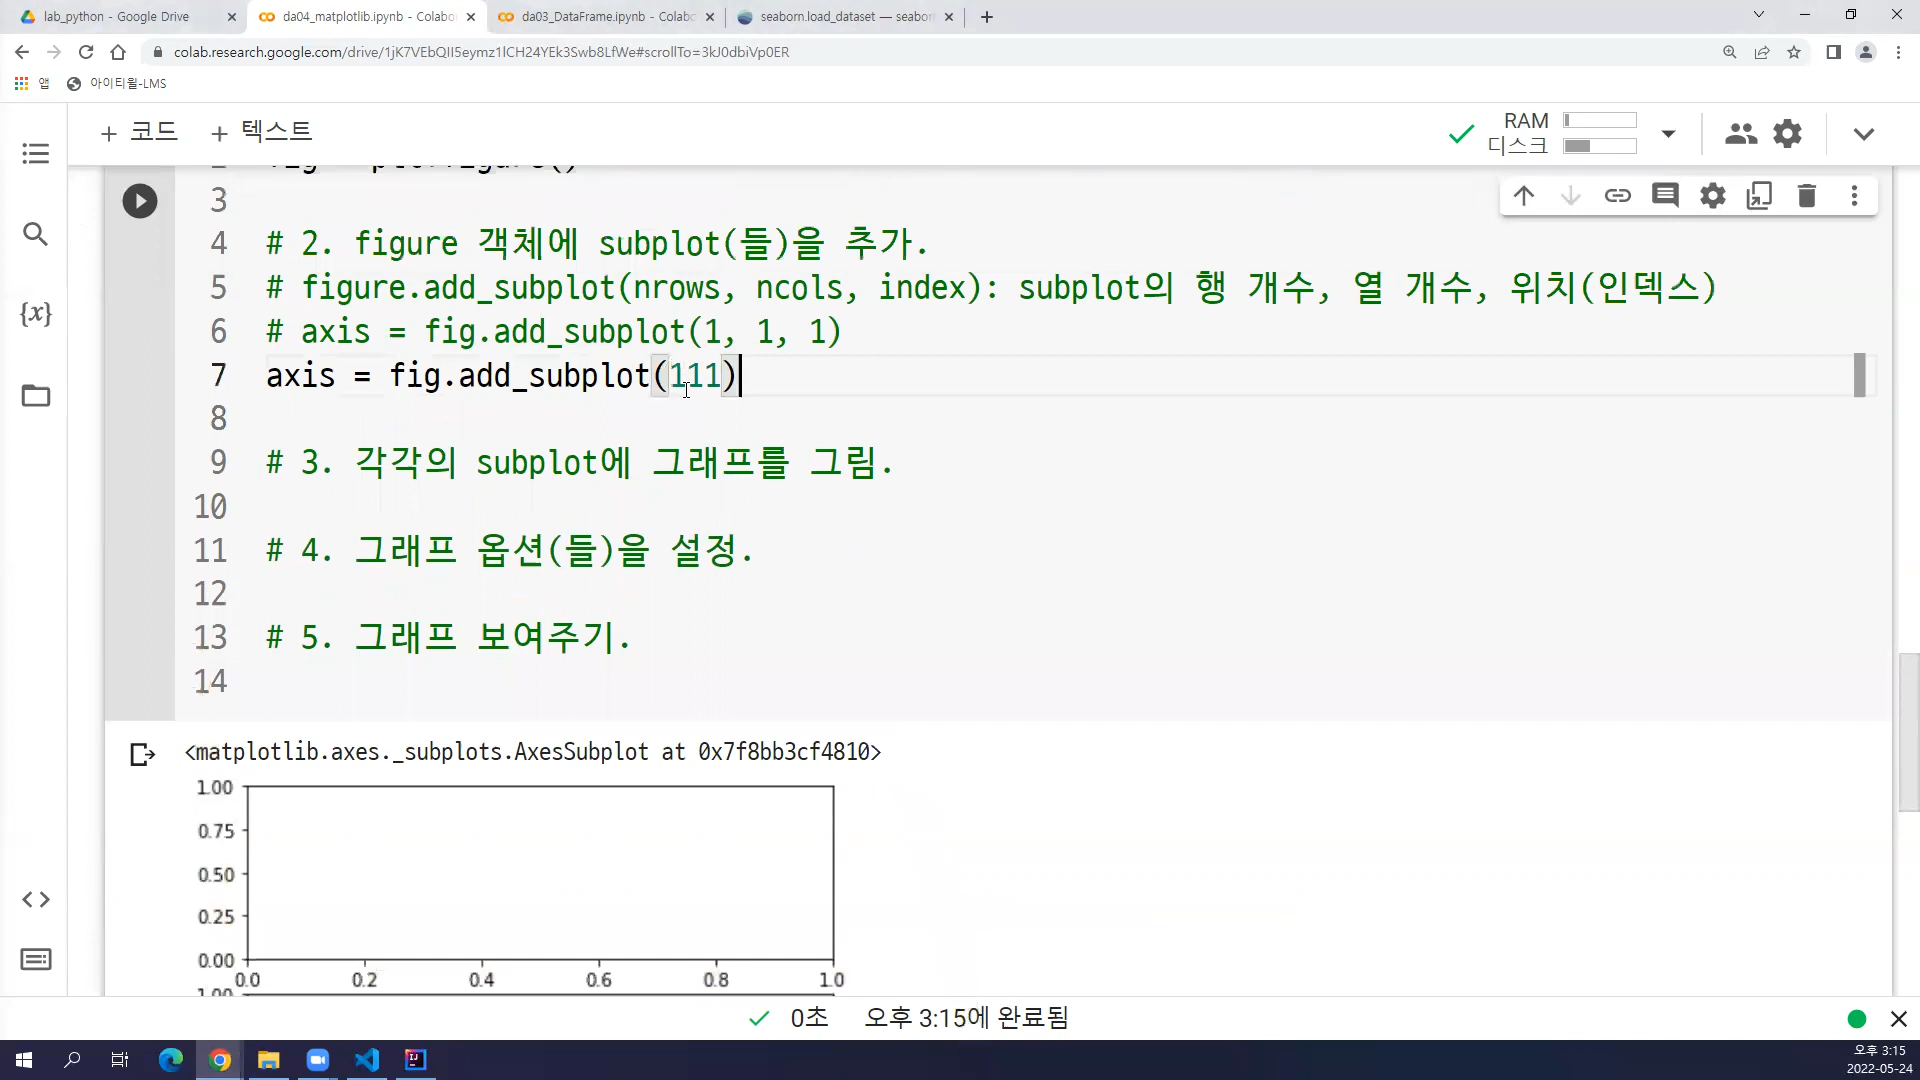 lab_python - Google Drive
da04_matplotlib.ipynb - Colabor
da03_DataFrame.ipynb - Colabo
seaborn.load_dataset — seaborn
colab.research.google.com/drive/1jK7VEbQII5eymz1lCH24YEk3Swb8LfWe#scrollTo=3kJ0dbiVp0ER
앱
아이티윌-LMS
+ 코드
+ 텍스트
RAM
디스크
3
4 # 2. figure 객체에 subplot(들)을 추가.
5 # figure.add_subplot(nrows, ncols, index): subplot의 행 개수, 열 개수, 위치(인덱스)
6 # axis = fig.add_subplot(1, 1, 1)
7 axis = fig.add_subplot(111)
8
9 # 3. 각각의 subplot에 그래프를 그림.
10
11 # 4. 그래프 옵션(들)을 설정.
12
13 # 5. 그래프 보여주기.
14
<matplotlib.axes._subplots.AxesSubplot at 0x7f8bb3cf4810>
1.00
0.75
0.50
0.25
0.00
0.0 0.2 0.4 0.6 0.8 1.0
1.00
0초 오후 3:15에 완료됨
오후 3:15
2022-05-24